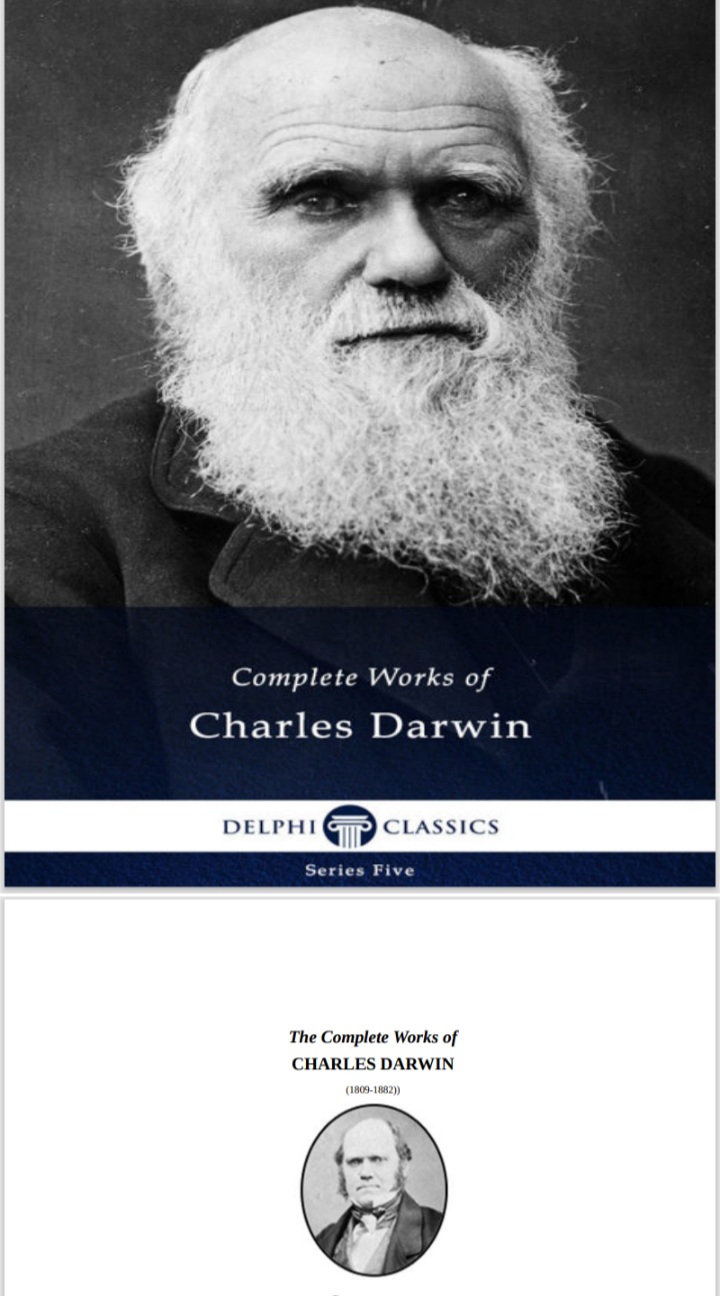 Complete Works of
Charles Darwin
DELPHI CLASSICS
Series Five
The Complete Works of
CHARLES DARWIN
(1809-1882))